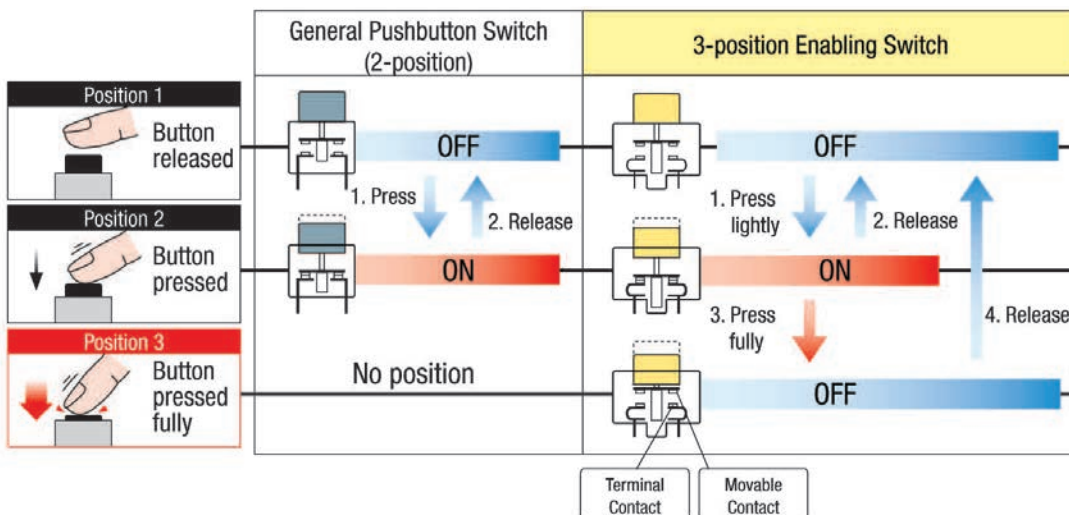 General Pushbutton Switch
(2-position)
3-position Enabling Switch
Position 1
Button
released
OFF
OFF
1. Press
2. Release
1. Press
lightly
2. Release
Position 2
Button
pressed
ON
ON
3. Press
fully
4. Release
Position 3
Button
pressed
fully
No position
OFF
Terminal
Contact
Movable
Contact